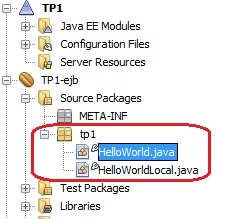 TP1
Java EE Modules
Configuration Files
Server Resources
TP1-ejb
Source Packages
META-INF
tp1
HelloWorld.java
HelloWorldLocal.java
Test Packages
Libraries